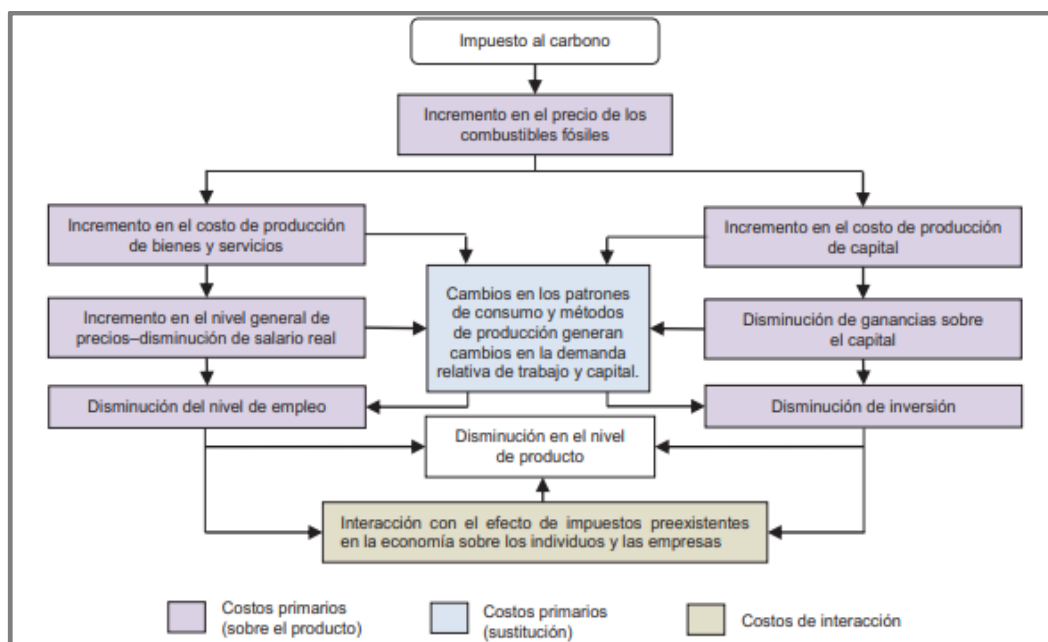 Impuesto al carbono
Incremento en el precio de los
combustibles fósiles
Incremento en el costo de producción
de bienes y servicios
Incremento en el costo de producción
de capital
Cambios en los patrones
de consumo y métodos
de producción generan
cambios en la demanda
relativa de trabajo y capital.
Incremento en el nivel general de
precios–disminución de salario real
Disminución de ganancias sobre
el capital
Disminución del nivel de empleo
Disminución de inversión
Disminución en el nivel
de producto
Interacción con el efecto de impuestos preexistentes
en la economía sobre los individuos y las empresas
Costos primarios
(sobre el producto)
Costos primarios
(sustitución)
Costos de interacción